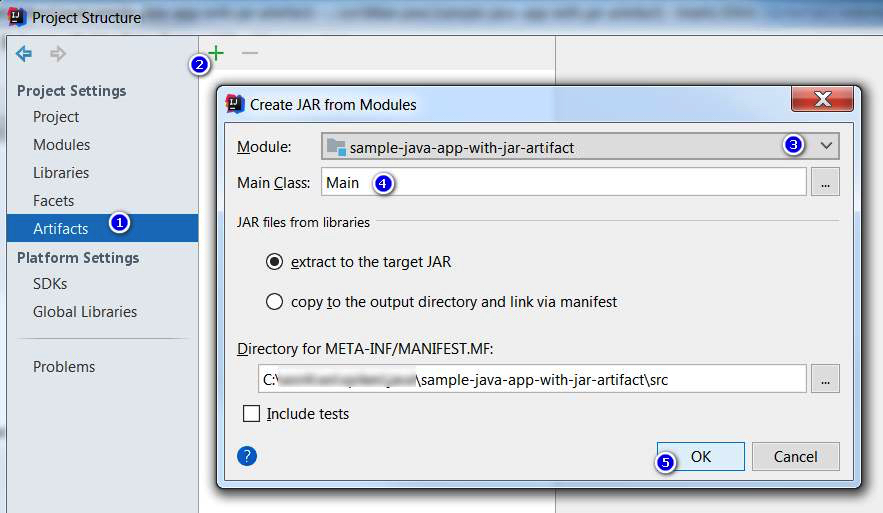 Project Structure
2
Project Settings
Project
Modules
Libraries
Facets
Artifacts 1
Platform Settings
SDKs
Global Libraries
Problems
Create JAR from Modules
Module: sample-java-app-with-jar-artifact 3
Main Class: Main 4 ...
JAR files from libraries
extract to the target JAR
copy to the output directory and link via manifest
Directory for META-INF/MANIFEST.MF:
C:\ \sample-java-app-with-jar-artifact\src ...
Include tests
? 5 OK Cancel